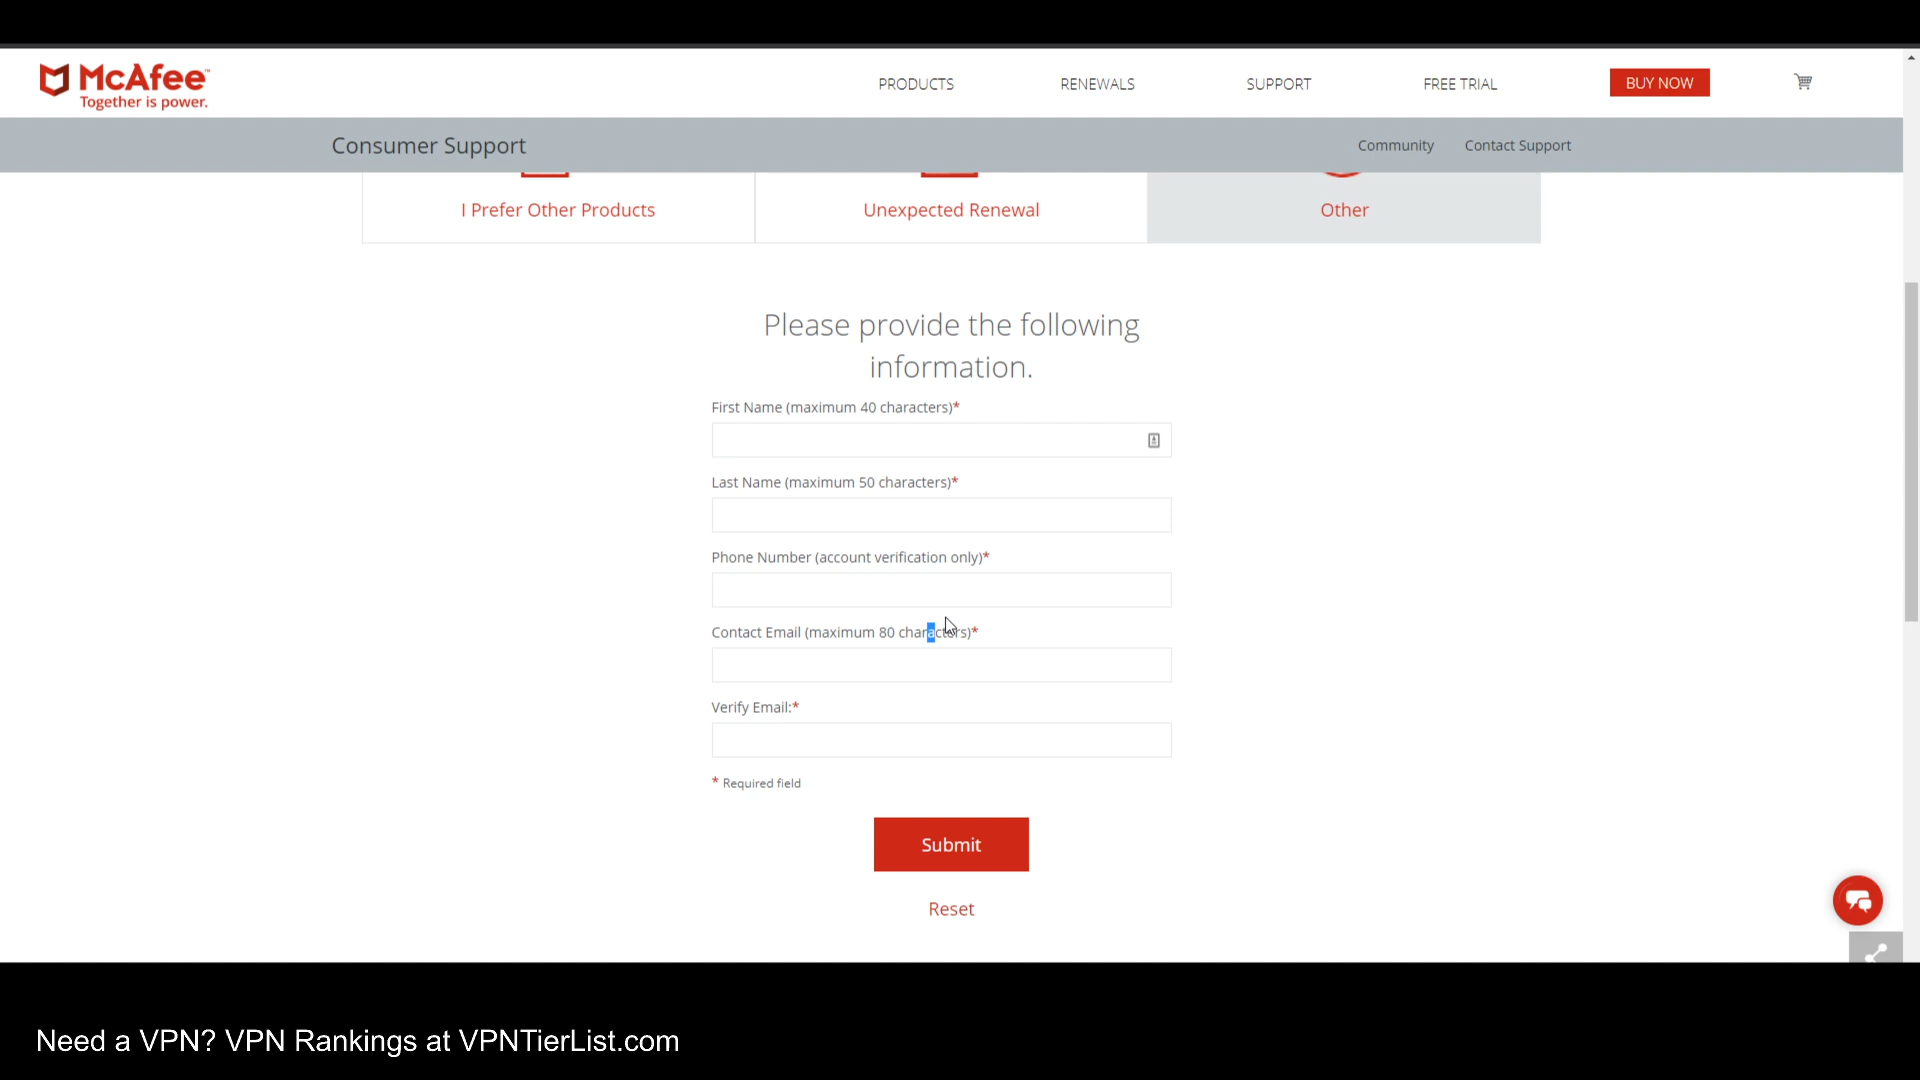 McAfee™
Together is power.
PRODUCTS
RENEWALS
SUPPORT
FREE TRIAL
BUY NOW
Consumer Support
Community
Contact Support
I Prefer Other Products
Unexpected Renewal
Other
Please provide the following
information.
First Name (maximum 40 characters)*
Last Name (maximum 50 characters)*
Phone Number (account verification only)*
Contact Email (maximum 80 characters)*
Verify Email:*
* Required field
Submit
Reset
Need a VPN? VPN Rankings at VPNTierList.com